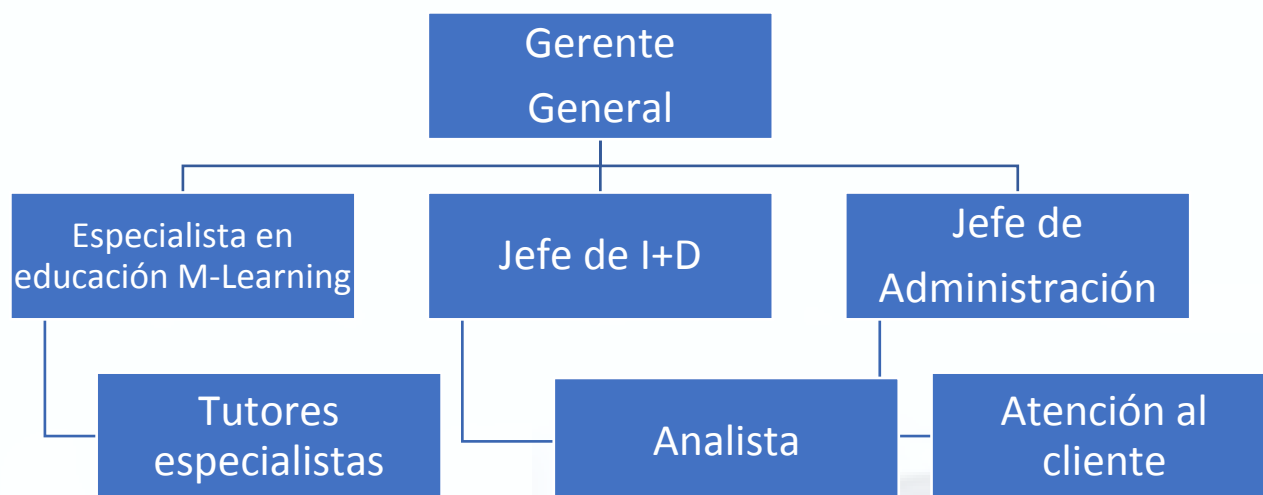 Gerente
General
Especialista en
educación M-Learning
Jefe de I+D
Jefe de
Administración
Tutores
especialistas
Analista
Atención al
cliente